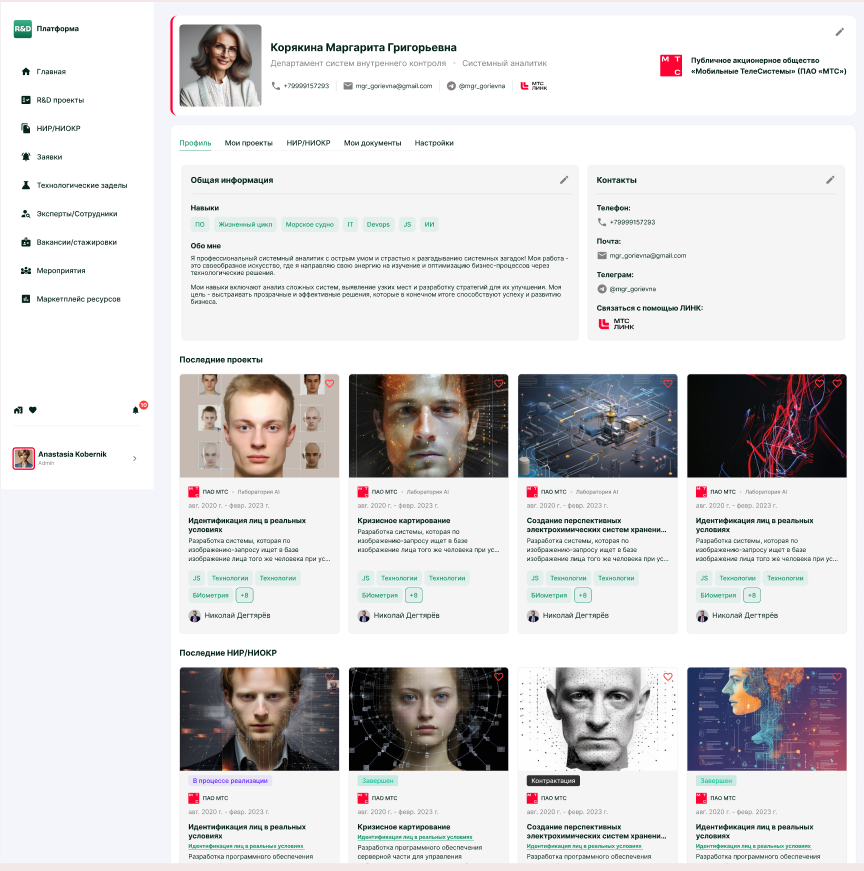 R&D Платформа
Главная
R&D проекты
НИР/НИОКР
Заявки
Технологические заделы
Эксперты/Сотрудники
Вакансии/стажировки
Мероприятия
Маркетплейс ресурсов
10
Anastasia Kobernik
Admin
Корякина Маргарита Григорьевна
Департамент систем внутреннего контроля • Системный аналитик
+79999157293 mgr_gorievna@gmail.com @mgr_gorievna МТС ЛИНК
МТС
Публичное акционерное общество
«Мобильные ТелеСистемы» (ПАО «МТС»)
Профиль Мои проекты НИР/НИОКР Мои документы Настройки
Общая информация
Навыки
ПО Жизненный цикл Морское судно IT Devops JS ИИ
Обо мне
Я профессиональный системный аналитик с острым умом и страстью к разгадыванию системных загадок! Моя работа -
это своеобразное искусство, где я направляю свою энергию на изучение и оптимизацию бизнес-процессов через
технологические решения.
Мои навыки включают анализ сложных систем, выявление узких мест и разработку стратегий для их улучшения. Моя
цель - выстраивать прозрачные и эффективные решения, которые в конечном итоге способствуют успеху и развитию
бизнеса.
Контакты
Телефон:
+79999157293
Почта:
mgr_gorievna@gmail.com
Телеграм:
@mgr_gorievna
Связаться с помощью ЛИНК:
МТС
ЛИНК
Последние проекты
ПАО МТС • Лаборатория AI
авг. 2020 г. - февр. 2023 г.
Идентификация лиц в реальных
условиях
Разработка системы, которая по
изображению-запросу ищет в базе
изображение лица того же человека при ус...
JS Технологии Технологии
БИометрия +8
Николай Дегтярёв
ПАО МТС • Лаборатория AI
авг. 2020 г. - февр. 2023 г.
Кризисное картирование
Разработка системы, которая по
изображению-запросу ищет в базе
изображение лица того же человека при ус...
JS Технологии Технологии
БИометрия +8
Николай Дегтярёв
ПАО МТС • Лаборатория AI
авг. 2020 г. - февр. 2023 г.
Создание перспективных
электрохимических систем хранени...
Разработка системы, которая по
изображению-запросу ищет в базе
изображение лица того же человека при ус...
JS Технологии Технологии
БИометрия +8
Николай Дегтярёв
ПАО МТС • Лаборатория AI
авг. 2020 г. - февр. 2023 г.
Идентификация лиц в реальных
условиях
Разработка системы, которая по
изображению-запросу ищет в базе
изображение лица того же человека при ус...
JS Технологии Технологии
БИометрия +8
Николай Дегтярёв
Последние НИР/НИОКР
В процессе реализации
ПАО МТС
авг. 2020 г. - февр. 2023 г.
Идентификация лиц в реальных
условиях
Идентификация лиц в реальных условиях
Разработка программного обеспечения
Завершен
ПАО МТС
авг. 2020 г. - февр. 2023 г.
Кризисное картирование
Идентификация лиц в реальных условиях
Разработка программного обеспечения
серверной части для управления
Контрактация
ПАО МТС
авг. 2020 г. - февр. 2023 г.
Создание перспективных
электрохимических систем хранени...
Идентификация лиц в реальных условиях
Разработка программного обеспечения
Завершен
ПАО МТС
авг. 2020 г. - февр. 2023 г.
Идентификация лиц в реальных
условиях
Идентификация лиц в реальных условиях
Разработка программного обеспечения